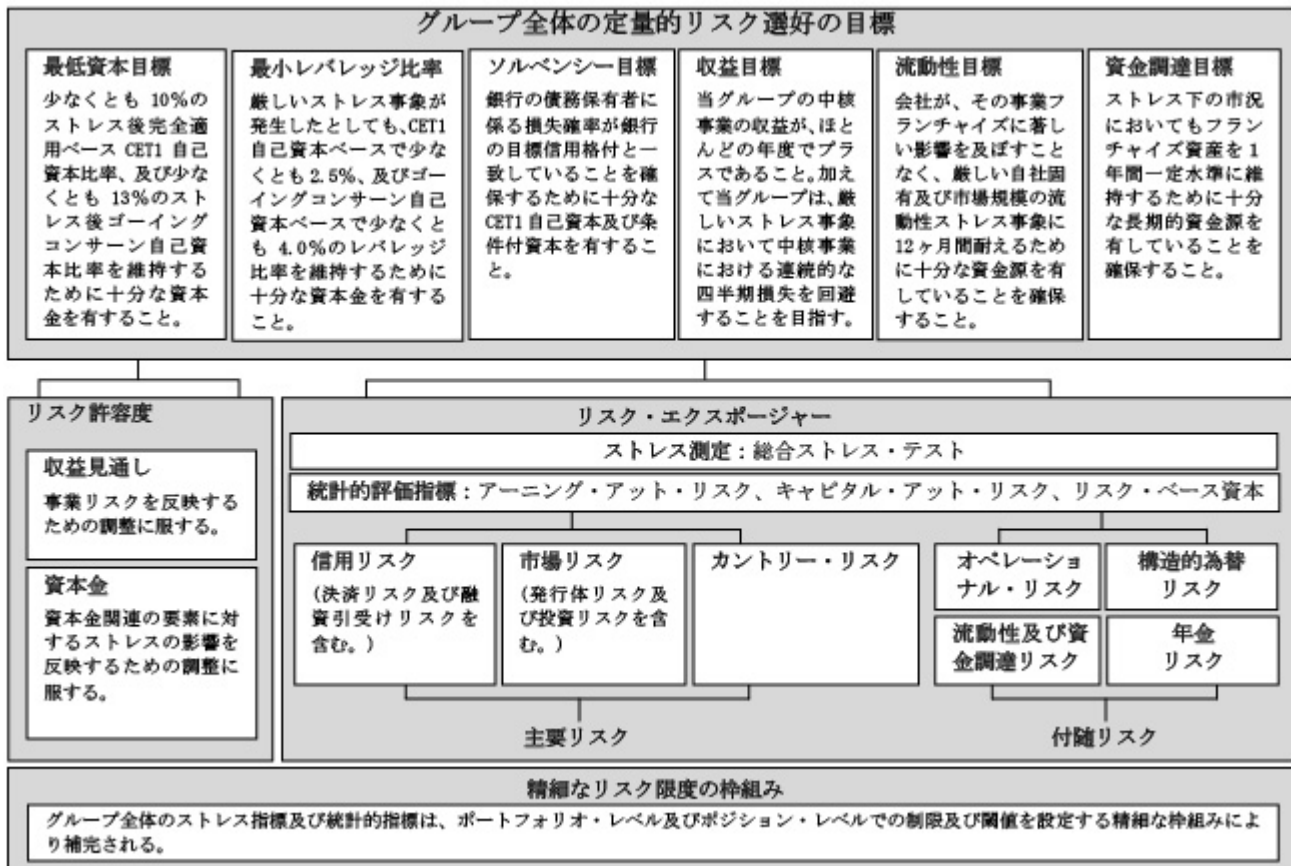 グループ全体の定量的リスク選好の目標
最低資本目標
少なくとも 10%の
ストレス後完全適
用ベース CET1 自己
資本比率、及び少な
くとも 13%のスト
レス後ゴーイング
コンサーン自己資
本比率を維持する
ために十分な資本
金を有すること。
最小レバレッジ比率
厳しいストレス事象が
発生したとしても、CET1
自己資本ベースで少な
くとも 2.5%、及びゴー
イングコンサーン自己
資本ベースで少なくと
も 4.0%のレバレッジ
比率を維持するために
十分な資本金を有する
こと。
ソルベンシー目標
銀行の債務保有者に
係る損失確率が銀行
の目標信用格付と一
致していることを確
保するために十分な
CET1 自己資本及び条
件付資本を有するこ
と。
収益目標
当グループの中核
事業の収益が、ほと
んどの年度でプラ
スであること。加え
て当グループは、厳
しいストレス事象
において中核事業
における連続的な
四半期損失を回避
することを目指す。
流動性目標
会社が、その事業フ
ランチャイズに著し
い影響を及ぼすこと
なく、厳しい自社固
有及び市場規模の流
動性ストレス事象に
12ヶ月間耐えるため
に十分な資金源を有
していることを確保
すること。
資金調達目標
ストレス下の市況
においてもフラン
チャイズ資産を1
年間一定水準に維
持するために十分
な長期的資金源を
有していることを
確保すること。
リスク許容度
収益見通し
事業リスクを反映する
ための調整に服する。
資本金
資本金関連の要素に対
するストレスの影響を
反映するための調整に
服する。
リスク・エクスポージャー
ストレス測定：総合ストレス・テスト
統計的評価指標：アーニング・アット・リスク、キャピタル・アット・リスク、リスク・ベース資本
信用リスク
(決済リスク及び融
資引受けリスクを
含む。)
市場リスク
(発行体リスク及
び投資リスクを含
む。)
カントリー・リスク
主要リスク
オペレーショ
ナル・リスク
構造的為替
リスク
流動性及び資
金調達リスク
年金
リスク
付随リスク
精細なリスク限度の枠組み
グループ全体のストレス指標及び統計的指標は、ポートフォリオ・レベル及びポジション・レベルでの制限及び閾値を設定する精細な枠組みによ
り補完される。